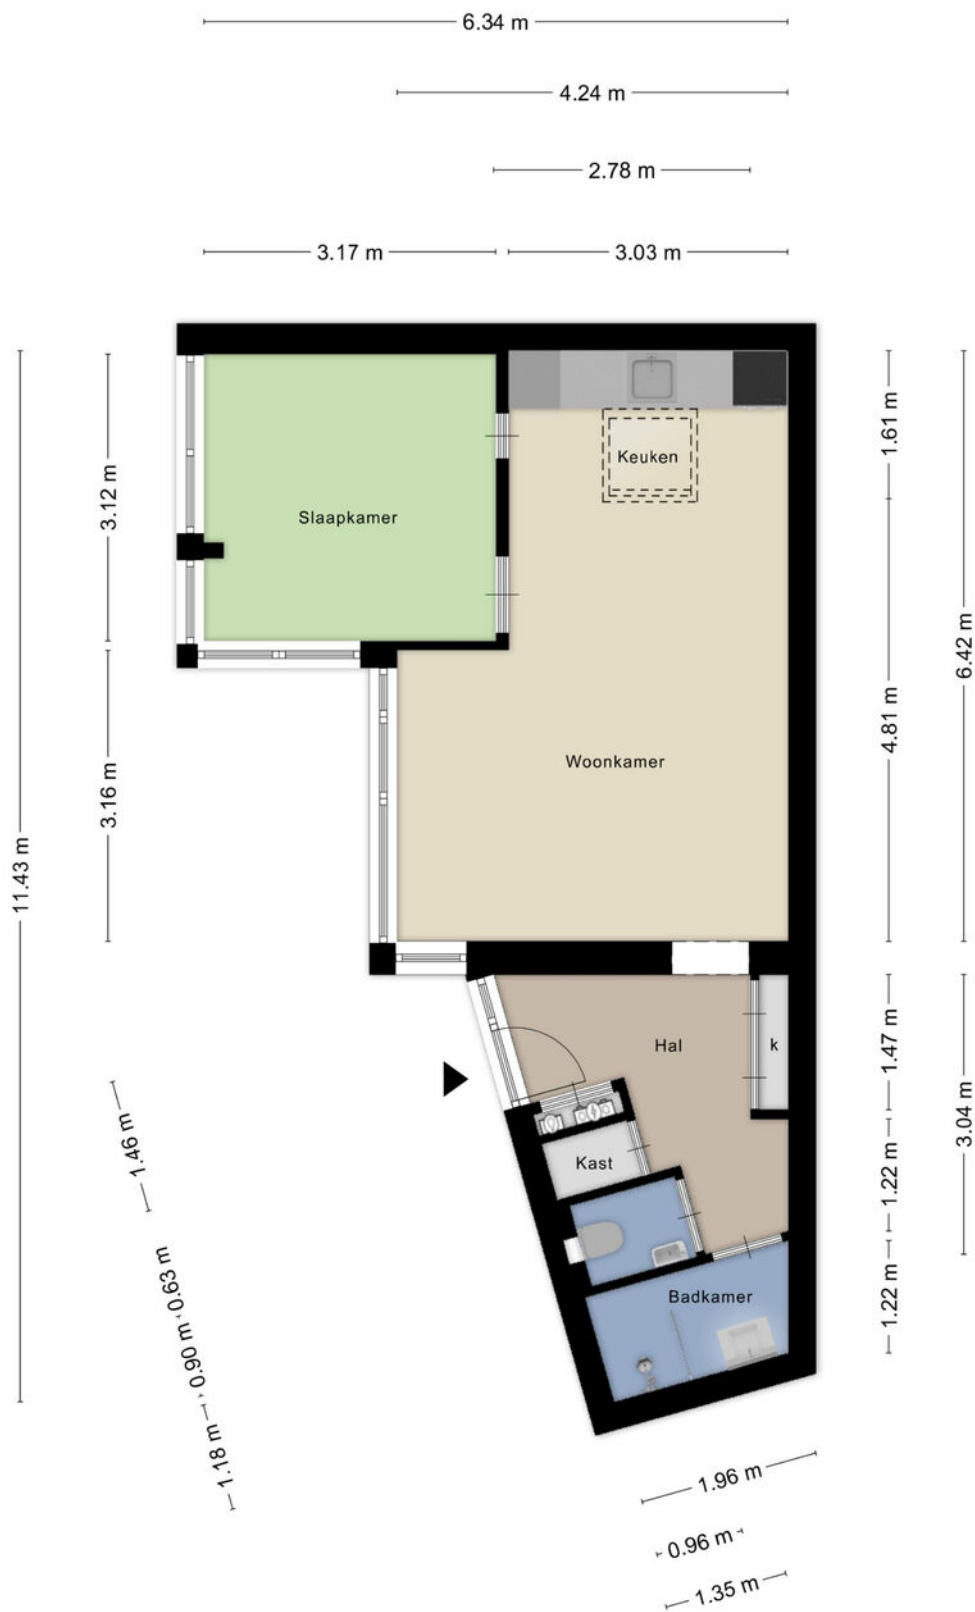 6.34 m
4.24 m
2.78 m
3.17 m
3.03 m
11.43 m
3.12 m
3.16 m
1.61 m
4.81 m
6.42 m
Keuken
Slaapkamer
Woonkamer
Hal
k
Kast
Badkamer
1.47 m
1.22 m
1.22 m
3.04 m
1.46 m
0.63 m
0.90 m
1.18 m
1.96 m
0.96 m
1.35 m